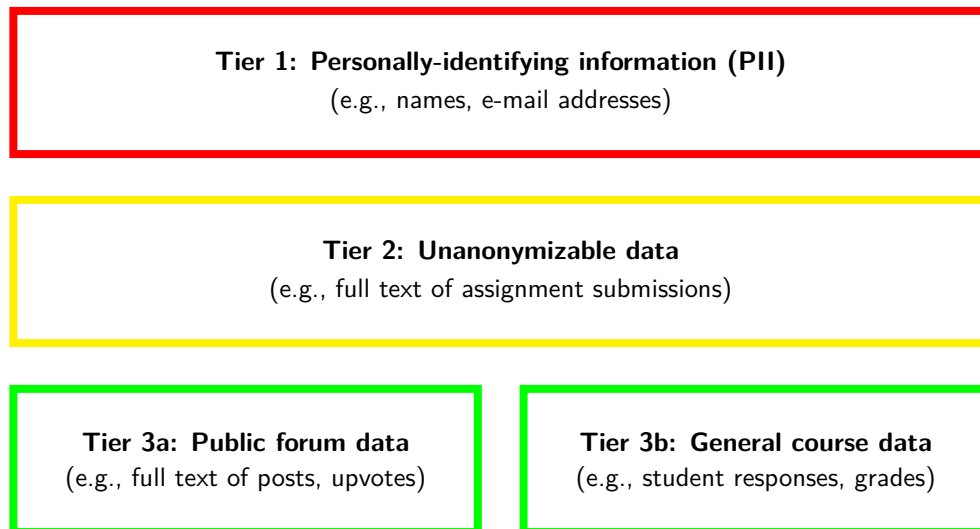 Tier 1: Personally-identifying information (PII)
(e.g., names, e-mail addresses)
Tier 2: Unanonymizable data
(e.g., full text of assignment submissions)
Tier 3a: Public forum data
(e.g., full text of posts, upvotes)
Tier 3b: General course data
(e.g., student responses, grades)